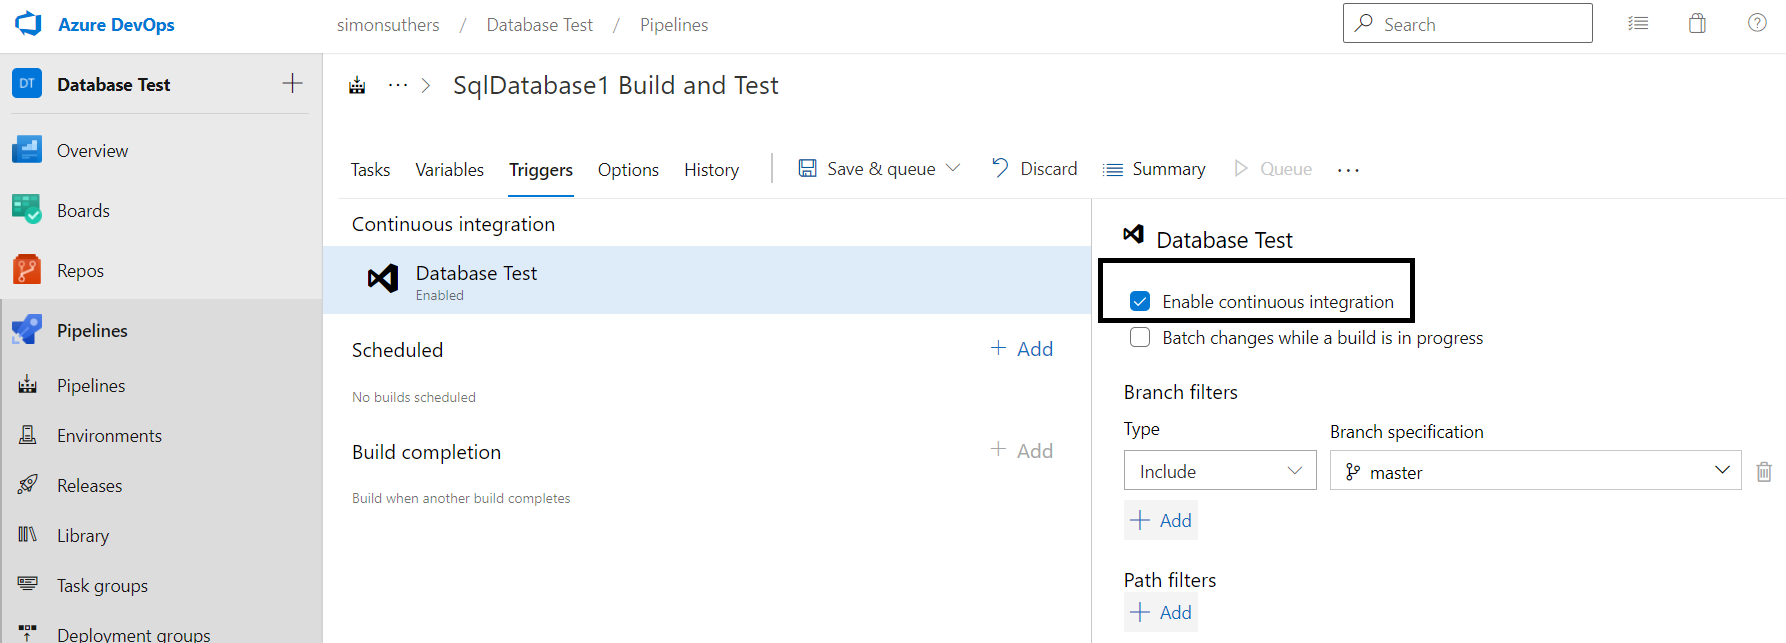 Azure DevOps
simonsuthers / Database Test / Pipelines
Search
DT Database Test
Overview
Boards
Repos
Pipelines
Pipelines
Environments
Releases
Library
Task groups
Deployment groups
SqlDatabase1 Build and Test
Tasks Variables Triggers Options History Save & queue Discard Summary Queue
Continuous integration
Database Test
Enabled
Scheduled + Add
No builds scheduled
Build completion + Add
Build when another build completes
Database Test
Enable continuous integration
Batch changes while a build is in progress
Branch filters
Type Branch specification
Include master
+ Add
Path filters
+ Add